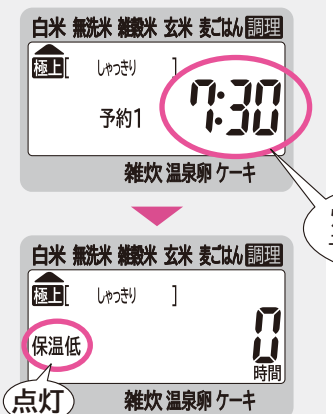 白米 無洗米 雑穀米 玄米 麦ごはん 調理
極上[ しゃっきり ]
予約1 7:30
雑炊 温泉卵 ケーキ
白米 無洗米 雑穀米 玄米 麦ごはん 調理
極上[ しゃっきり ]
保温低 0
時間
点灯 雑炊 温泉卵 ケーキ